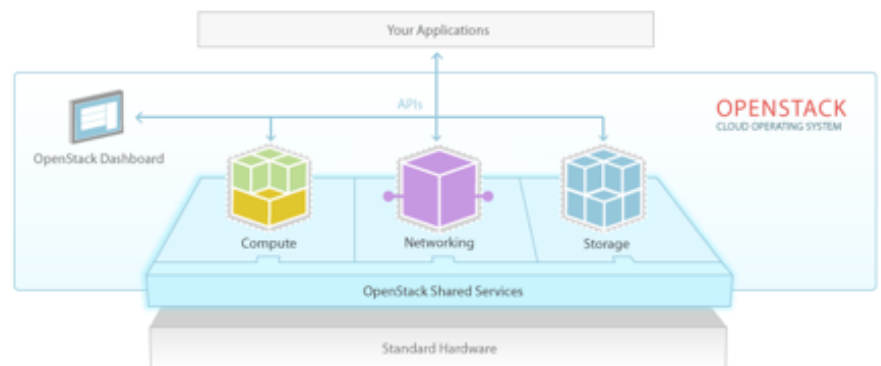 Your Applications
APIs
OPENSTACK
CLOUD OPERATING SYSTEM
OpenStack Dashboard
Compute
Networking
Storage
OpenStack Shared Services
Standard Hardware